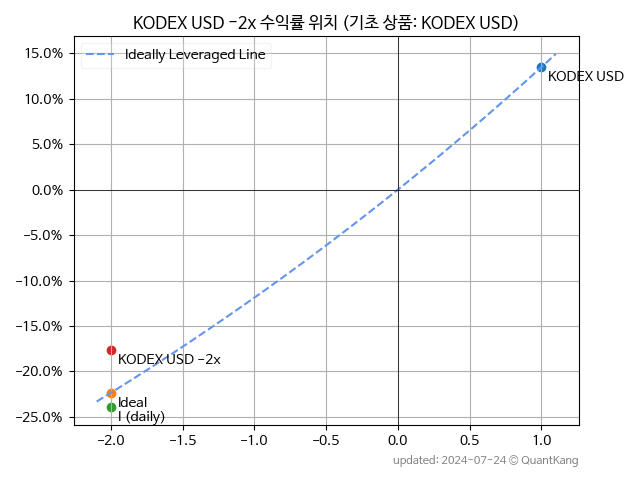 KODEX USD -2x 수익률 위치 (기초 상품: KODEX USD)
Ideally Leveraged Line
15.0%
10.0%
5.0%
0.0%
-5.0%
-10.0%
-15.0%
-20.0%
-25.0%
KODEX USD
KODEX USD -2x
Ideal
I (daily)
-2.0 -1.5 -1.0 -0.5 0.0 0.5 1.0
updated: 2024-07-24 © QuantKang